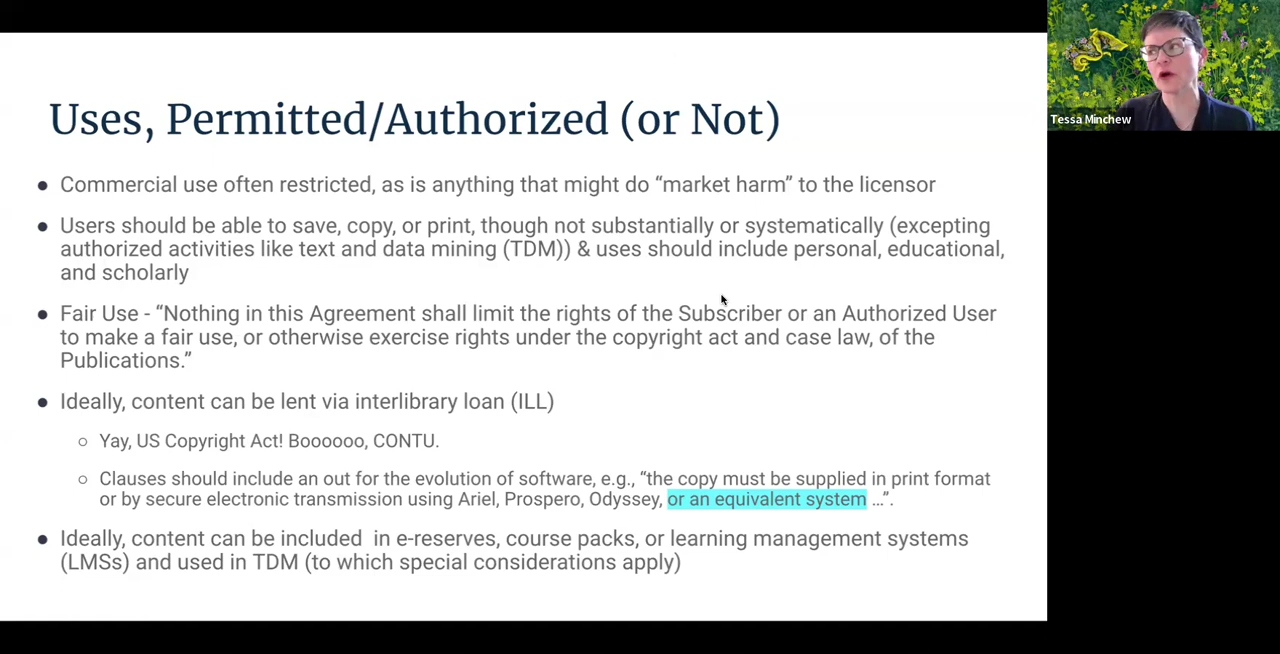 Uses, Permitted/Authorized (or Not)
Tessa Minchew
● Commercial use often restricted, as is anything that might do “market harm” to the licensor
● Users should be able to save, copy, or print, though not substantially or systematically (excepting
authorized activities like text and data mining (TDM)) & uses should include personal, educational,
and scholarly
● Fair Use - “Nothing in this Agreement shall limit the rights of the Subscriber or an Authorized User
to make a fair use, or otherwise exercise rights under the copyright act and case law, of the
Publications.”
● Ideally, content can be lent via interlibrary loan (ILL)
○ Yay, US Copyright Act! Boooooo, CONTU.
○ Clauses should include an out for the evolution of software, e.g., “the copy must be supplied in print format
or by secure electronic transmission using Ariel, Prospero, Odyssey, or an equivalent system …”.
● Ideally, content can be included  in e-reserves, course packs, or learning management systems
(LMSs) and used in TDM (to which special considerations apply)